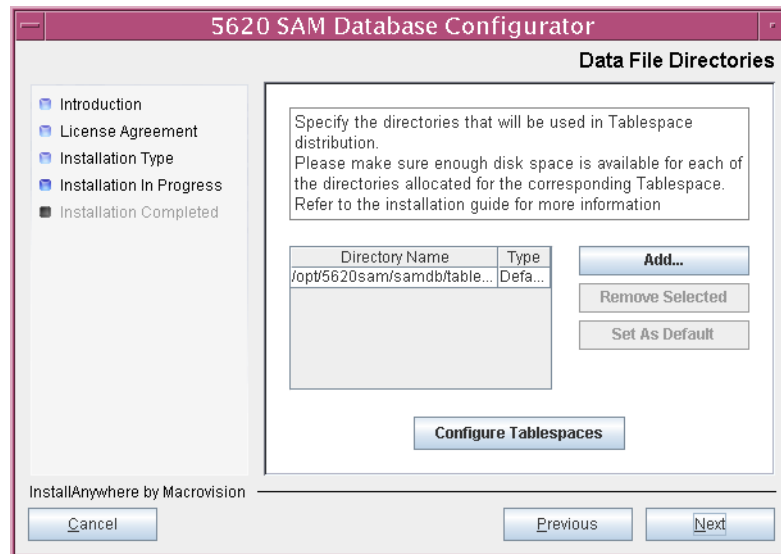 5620 SAM Database Configurator
Data File Directories
Introduction
License Agreement
Installation Type
Installation In Progress
Installation Completed
Specify the directories that will be used in Tablespace
distribution.
Please make sure enough disk space is available for each of
the directories allocated for the corresponding Tablespace.
Refer to the installation guide for more information
Directory Name Type
/opt/5620sam/samdb/table... Defa...
Add...
Remove Selected
Set As Default
Configure Tablespaces
InstallAnywhere by Macrovision
Cancel Previous Next